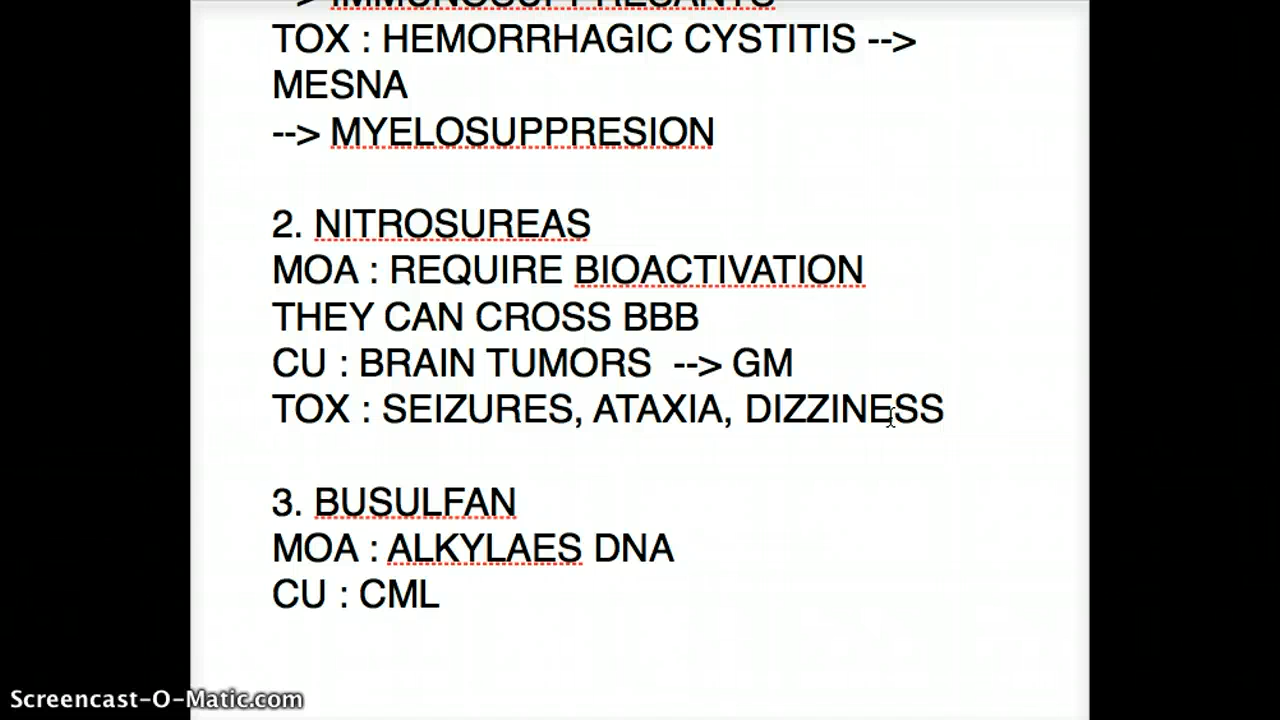 --> IMMUNOSUPPRESANTS
TOX : HEMORRHAGIC CYSTITIS -->
MESNA
--> MYELOSUPPRESION
2. NITROSUREAS
MOA : REQUIRE BIOACTIVATION
THEY CAN CROSS BBB
CU : BRAIN TUMORS --> GM
TOX : SEIZURES, ATAXIA, DIZZINESS
3. BUSULFAN
MOA : ALKYLAES DNA
CU : CML
Screencast-O-Matic.com